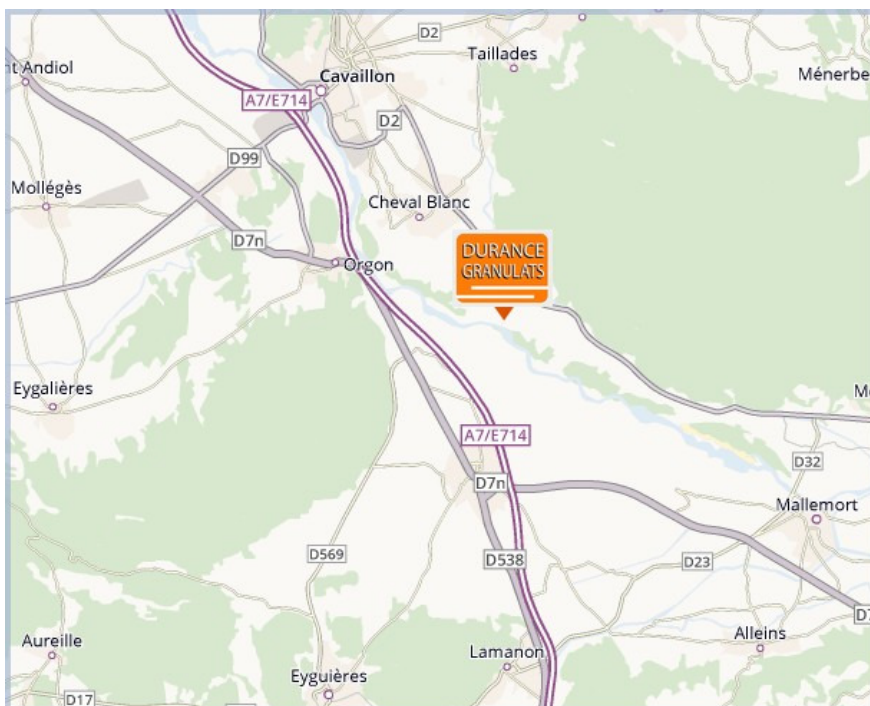 D2
Taillades
nt Andiol
Cavaillon
Ménerbe
A7/E714
D2
D99
Mollégès
Cheval Blanc
D7n
Orgon
DURANCE
GRANULATS
Eygalières
A7/E714
D32
D7n
Mallemort
D569
D538
D23
Aureille
Lamanon
Alleins
Eyguières
D17